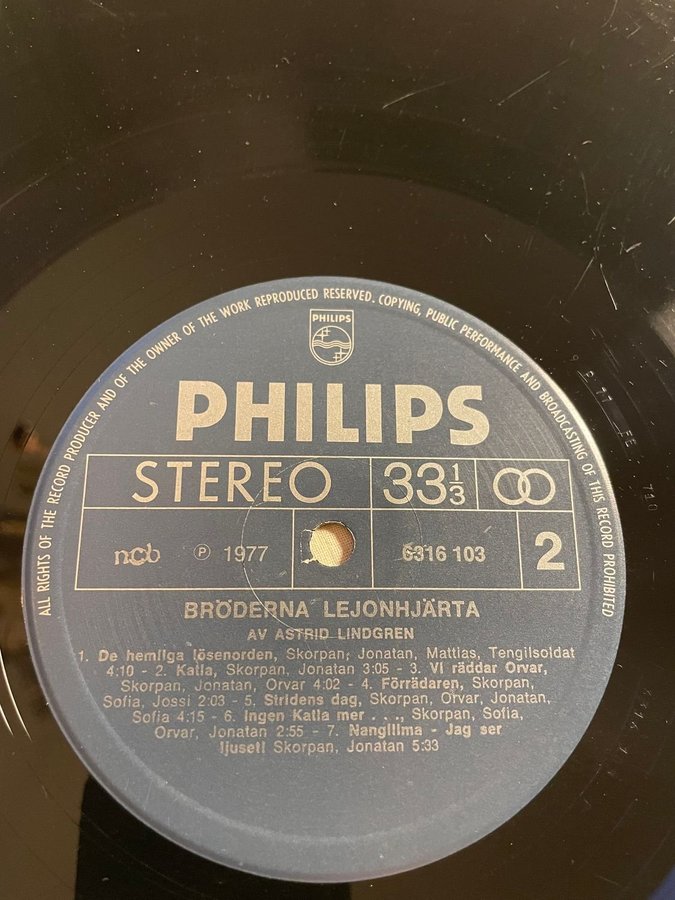 ALL RIGHTS OF THE RECORD PRODUCER AND OF THE OWNER OF THE WORK REPRODUCED RESERVED. COPYING, PUBLIC PERFORMANCE AND BROADCASTING OF THIS RECORD PROHIBITED
PHILIPS
PHILIPS
STEREO 33 1/3
ncb ℗ 1977 6316 103 2
BRÖDERNA LEJONHJÄRTA
AV ASTRID LINDGREN
1. De hemliga lösenorden, Skorpan, Jonatan, Mattias, Tengilsoldat
4:10 - 2. Katla, Skorpan, Jonatan 3:05 - 3. Vi räddar Orvar,
Skorpan, Jonatan, Orvar 4:02 - 4. Förrädaren, Skorpan,
Sofia, Jossi 2:03 - 5. Stridens dag, Skorpan, Orvar, Jonatan,
Sofia 4:15 - 6. Ingen Katla mer . . ., Skorpan, Sofia,
Orvar, Jonatan 2:55 - 7. Nangilima - Jag ser
ljuset! Skorpan, Jonatan 5:33